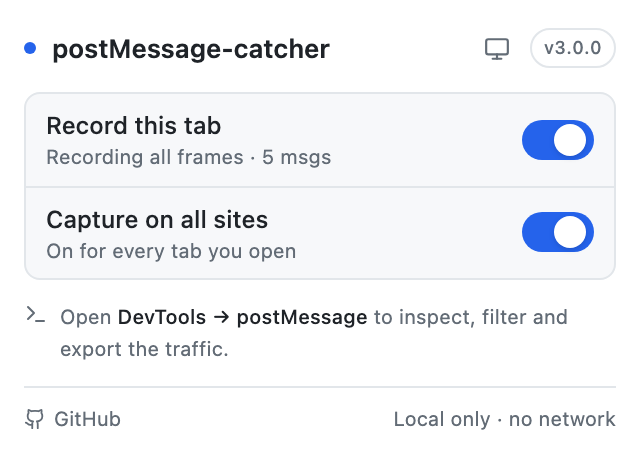 postMessage-catcher
v3.0.0
Record this tab
Recording all frames · 5 msgs
Capture on all sites
On for every tab you open
Open DevTools → postMessage to inspect, filter and
export the traffic.
GitHub
Local only · no network